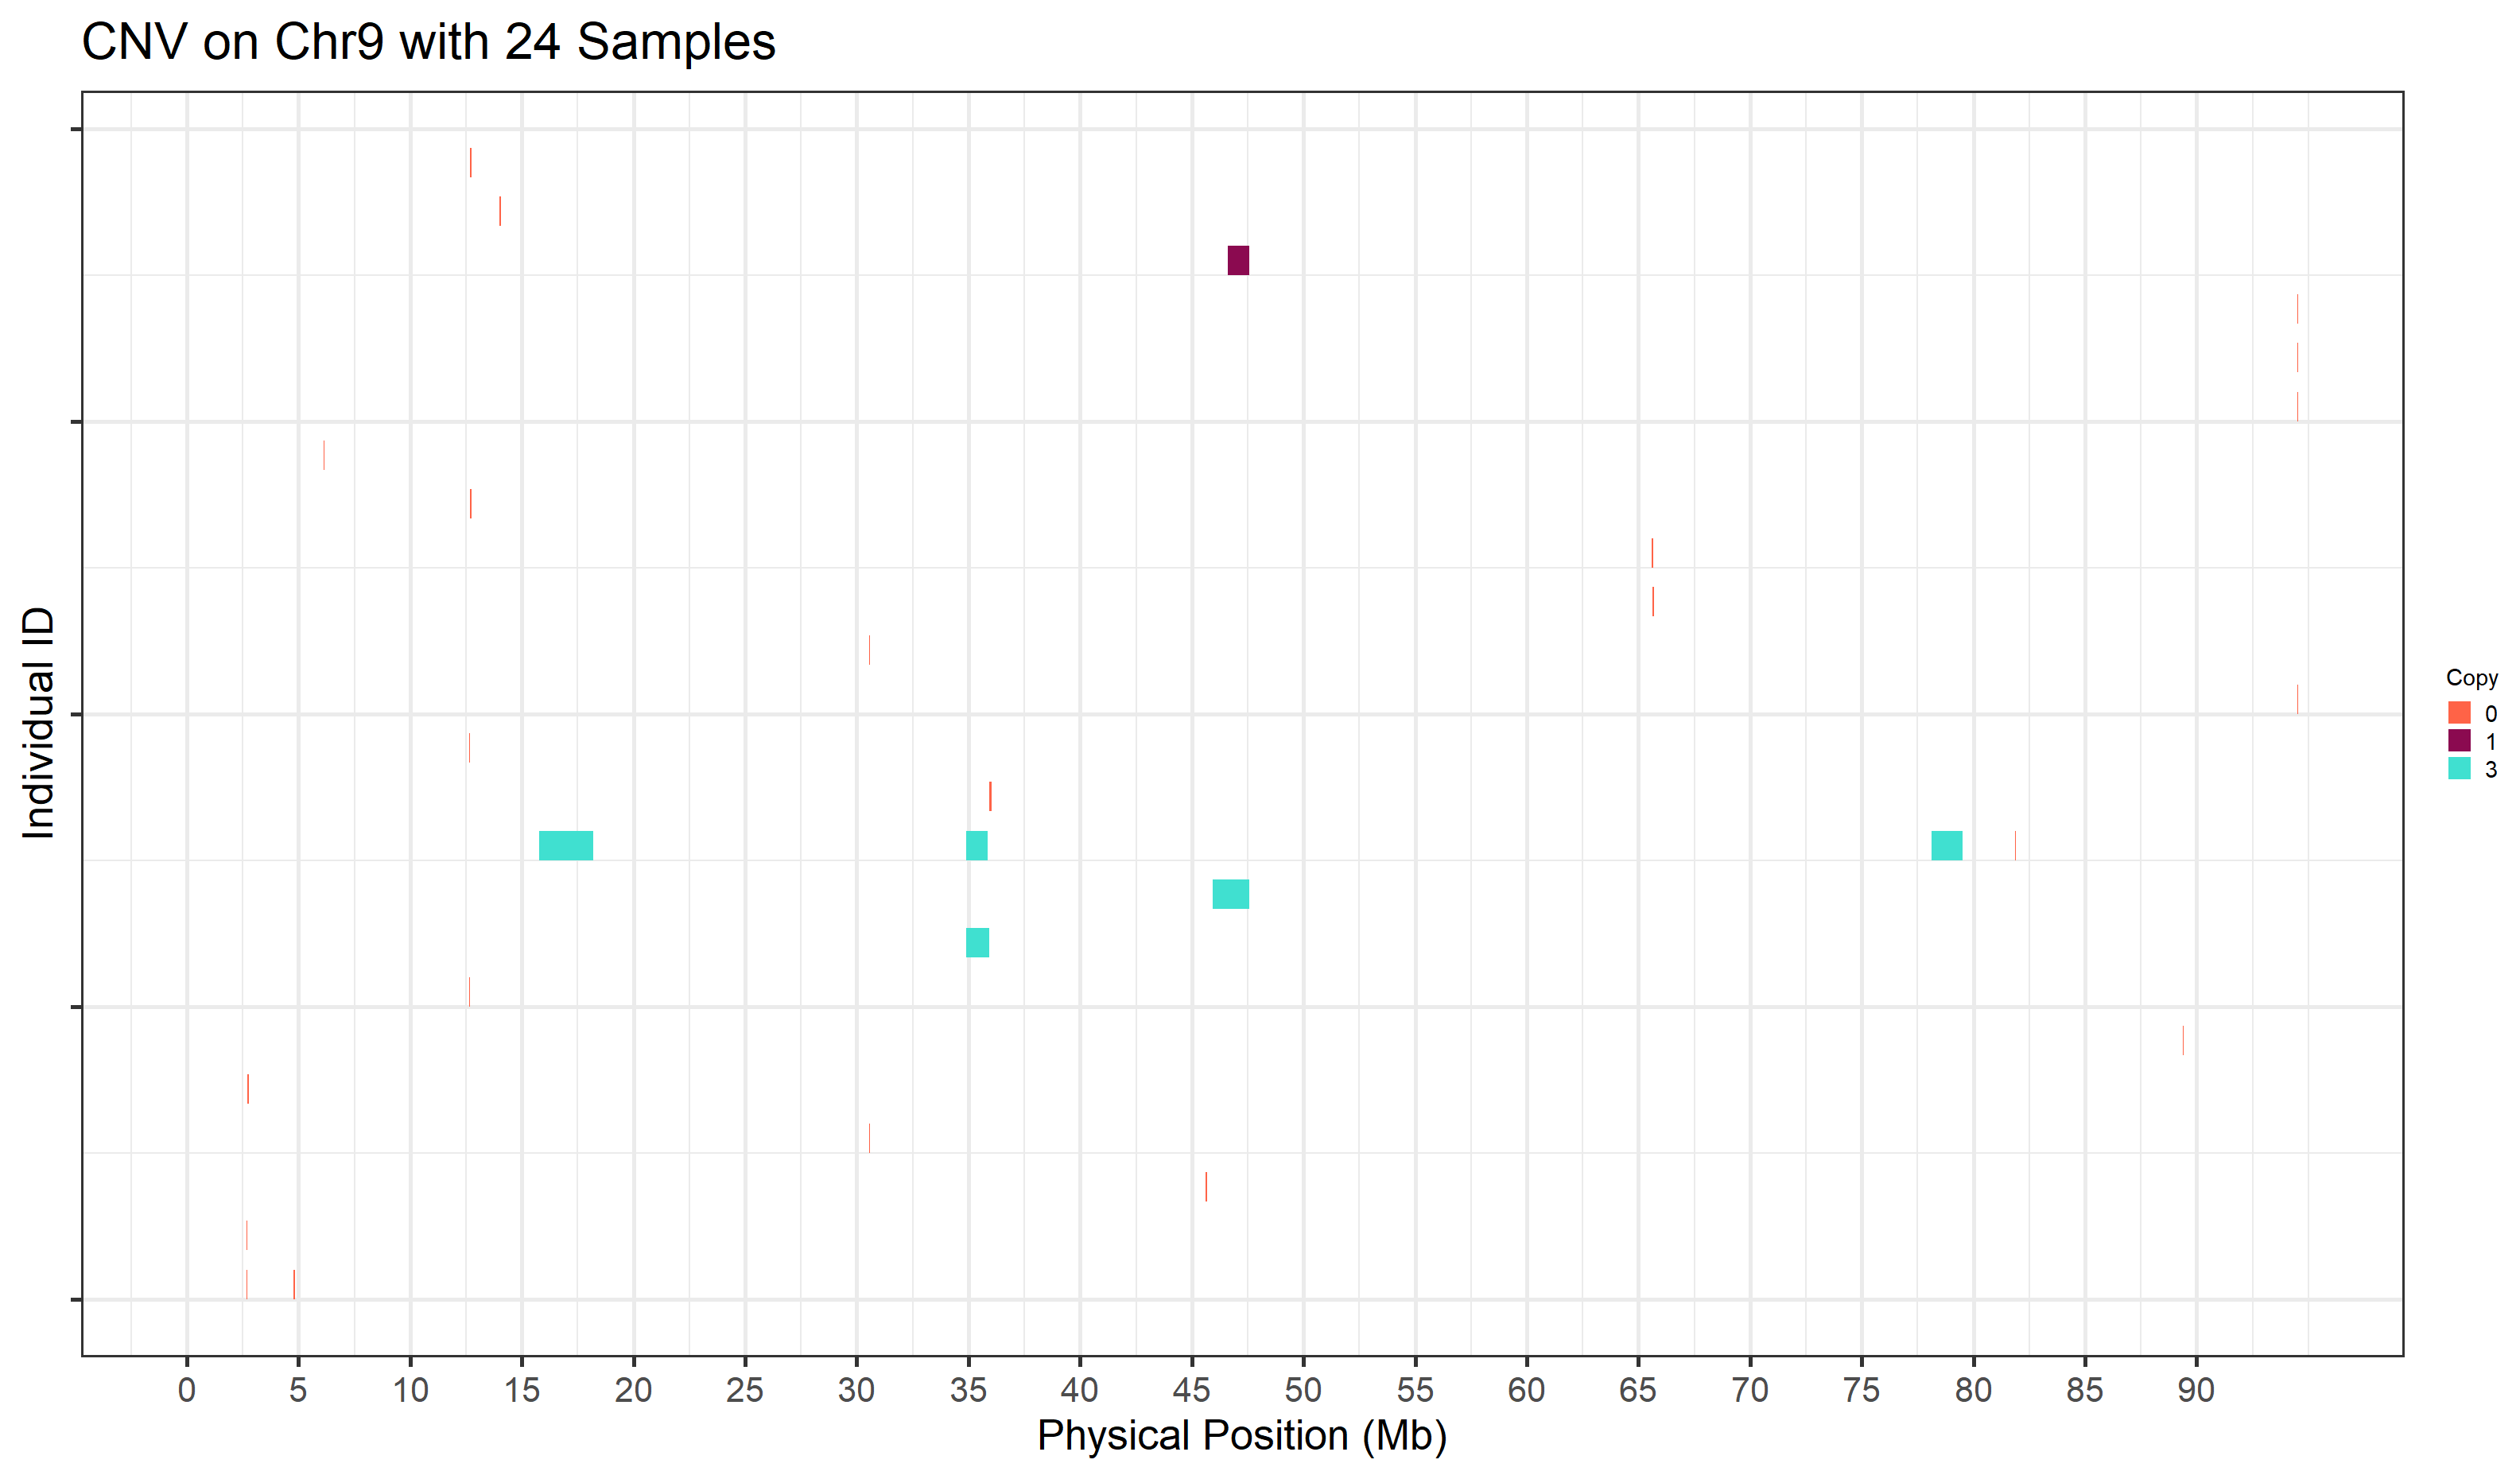 CNV on Chr9 with 24 Samples
Individual ID
Copy
0
1
3
0 5 10 15 20 25 30 35 40 45 50 55 60 65 70 75 80 85 90
Physical Position (Mb)